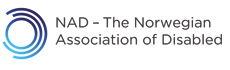 NAD – The Norwegian
Association of Disabled